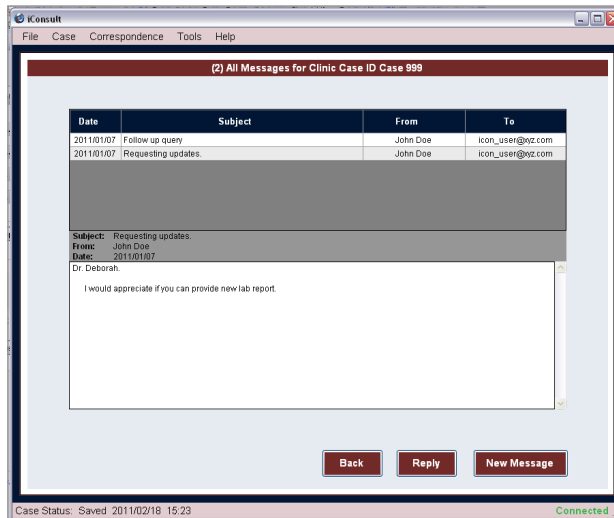 iConsult
File Case Correspondence Tools Help
(2) All Messages for Clinic Case ID Case 999
Date Subject From To
2011/01/07 Follow up query John Doe icon_user@xyz.com
2011/01/07 Requesting updates. John Doe icon_user@xyz.com
Subject: Requesting updates.
From: John Doe
Date: 2011/01/07
Dr. Deborah.
I would appreciate if you can provide new lab report.
Back Reply New Message
Case Status: Saved 2011/02/18 15:23 Connected